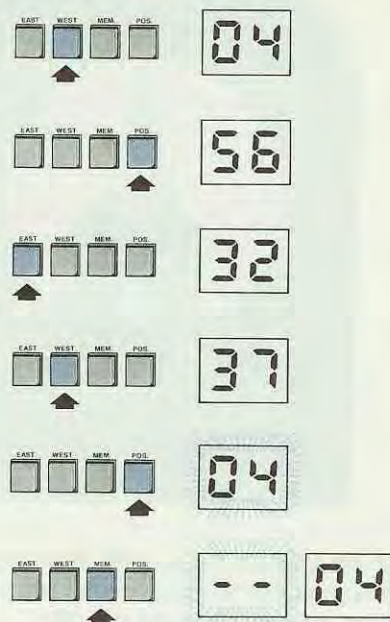 EAST WEST MEM. POS.
04
EAST WEST MEM. POS.
56
EAST WEST MEM. POS.
32
EAST WEST MEM. POS.
37
EAST WEST MEM. POS.
04
EAST WEST MEM. POS.
-- 04